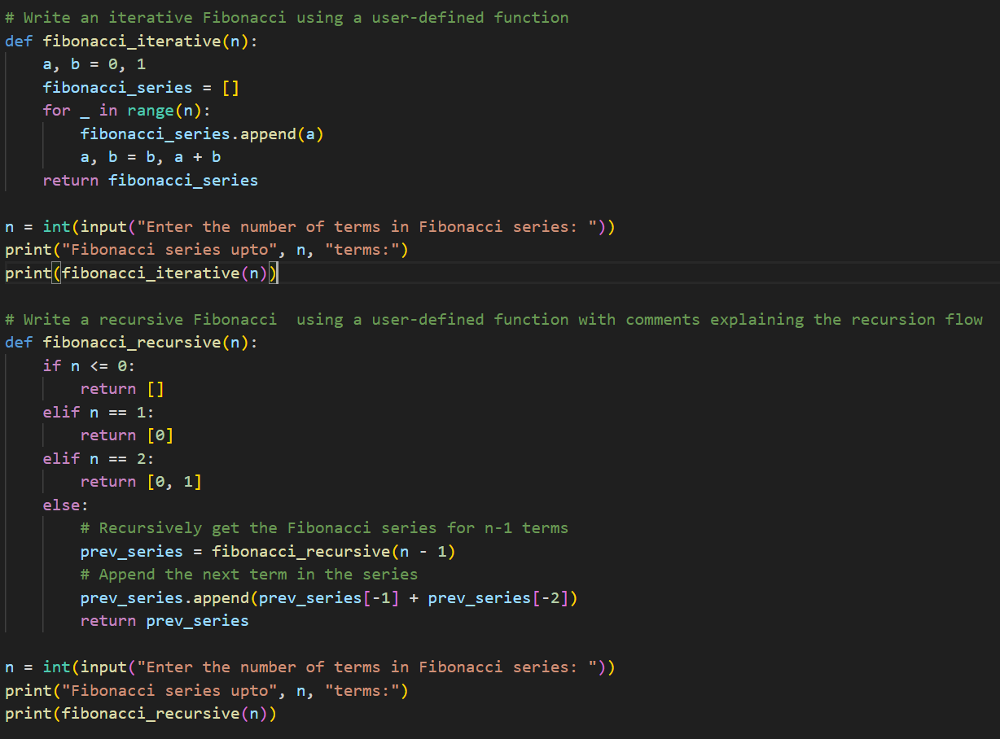 # Write an iterative Fibonacci using a user-defined function
def fibonacci_iterative(n):
    a, b = 0, 1
    fibonacci_series = []
    for _ in range(n):
        fibonacci_series.append(a)
        a, b = b, a + b
    return fibonacci_series

n = int(input("Enter the number of terms in Fibonacci series: "))
print("Fibonacci series upto", n, "terms:")
print(fibonacci_iterative(n))

# Write a recursive Fibonacci  using a user-defined function with comments explaining the recursion flow
def fibonacci_recursive(n):
    if n <= 0:
        return []
    elif n == 1:
        return [0]
    elif n == 2:
        return [0, 1]
    else:
        # Recursively get the Fibonacci series for n-1 terms
        prev_series = fibonacci_recursive(n - 1)
        # Append the next term in the series
        prev_series.append(prev_series[-1] + prev_series[-2])
        return prev_series

n = int(input("Enter the number of terms in Fibonacci series: "))
print("Fibonacci series upto", n, "terms:")
print(fibonacci_recursive(n))